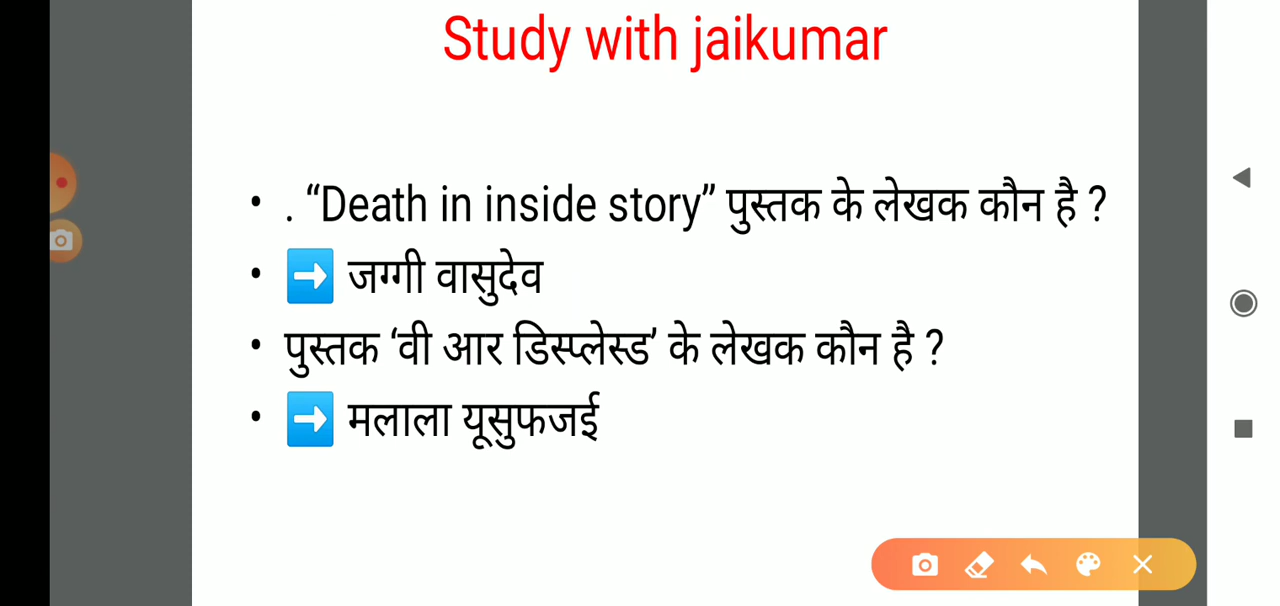 Study with jaikumar
• . “Death in inside story” पुस्तक के लेखक कौन है ?
• ➡ जग्गी वासुदेव
• पुस्तक ‘वी आर डिस्प्लेस्ड’ के लेखक कौन है ?
• ➡ मलाला यूसुफजई